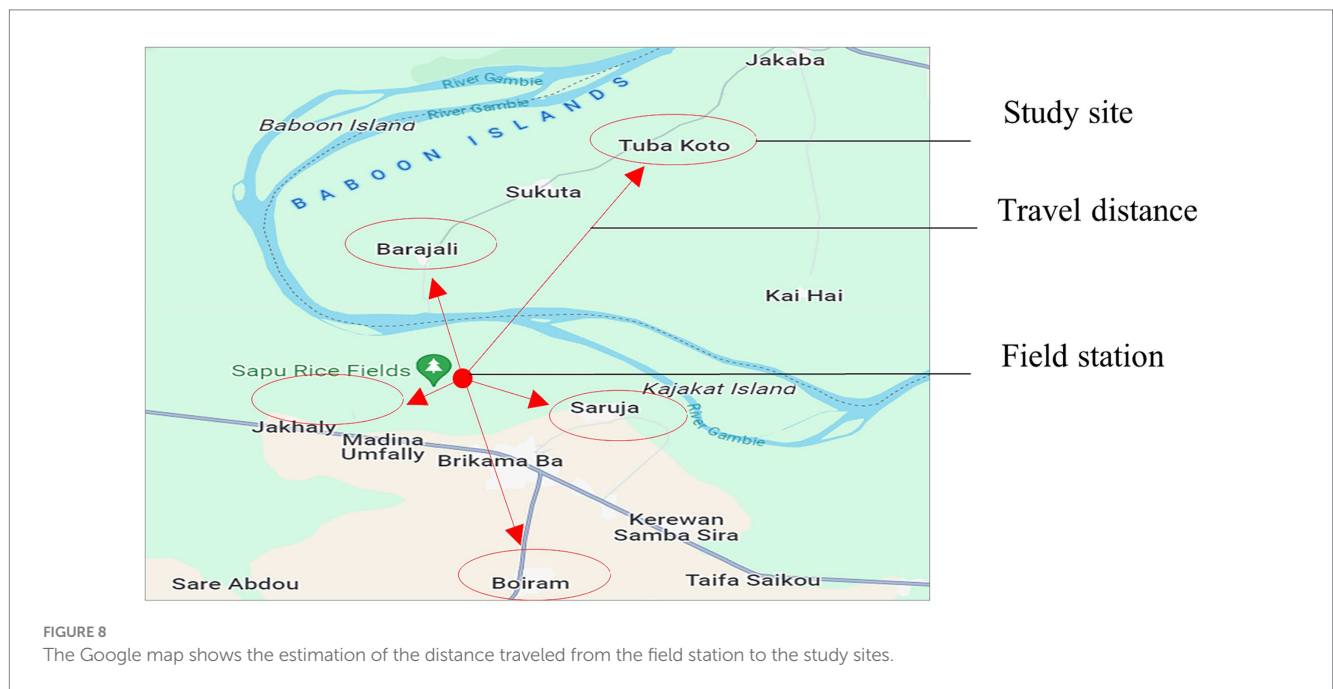 Jakaba
River Gambie
River Gambie
Baboon Island
BABOON ISLANDS
Study site
Tuba Koto
Sukuta
Travel distance
Barajali
Kai Hai
Field station
Sapu Rice Fields
Kajakat Island
Saruja
River Gambie
Jakhaly
Madina
Umfally
Brikama Ba
Kerewan
Samba Sira
Sare Abdou
Boiram
Taifa Saikou
FIGURE 8
The Google map shows the estimation of the distance traveled from the field station to the study sites.